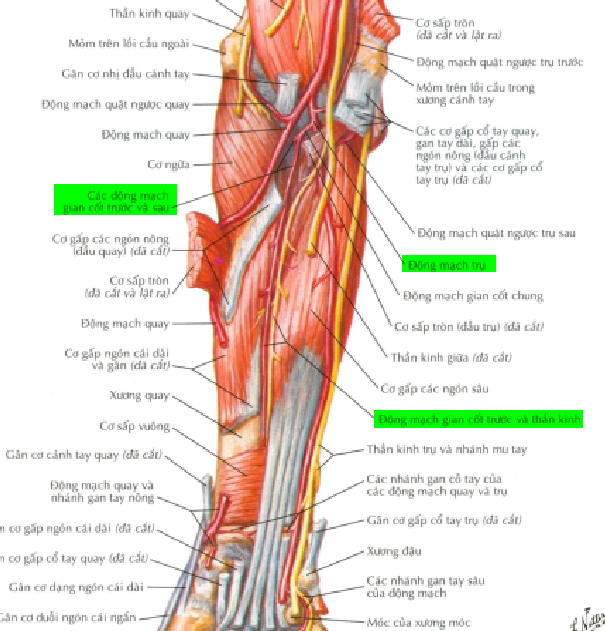 Thần kinh quay
Mỏm trên lồi cầu ngoài
Gân cơ nhị đầu cánh tay
Động mạch quặt ngược quay
Động mạch quay
Cơ ngửa
Các động mạch
gian cốt trước và sau
Cơ gấp các ngón nông
(đầu quay) (đã cắt)
Cơ sấp tròn
(đã cắt và lật ra)
Động mạch quay
Cơ gấp ngón cái dài
và gân (đã cắt)
Xương quay
Cơ sấp vuông
Gân cơ cánh tay quay (đã cắt)
Động mạch quay và
nhánh gan tay nông
cơ gấp ngón cái dài (đã cắt)
cơ gấp cổ tay quay (đã cắt)
Gân cơ dạng ngón cái dài
Gân cơ duỗi ngón cái ngắn
Cơ sấp tròn
(đã cắt và lật ra)
Động mạch quặt ngược trụ trước
Mỏm trên lồi cầu trong
xương cánh tay
Các cơ gấp cổ tay quay,
gan tay dài, gấp các
ngón nông (đầu cánh
tay trụ) và các cơ gấp cổ
tay trụ (đã cắt)
Động mạch quặt ngược trụ sau
Động mạch trụ
Động mạch gian cốt chung
Cơ sấp tròn (đầu trụ) (đã cắt)
Thần kinh giữa (đã cắt)
Cơ gấp các ngón sâu
Động mạch gian cốt trước và thần kinh
Thần kinh trụ và nhánh mu tay
Các nhánh gan cổ tay của
các động mạch quay và trụ
Gân cơ gấp cổ tay trụ (đã cắt)
Xương đậu
Các nhánh gan tay sâu
của động mạch
Móc của xương móc